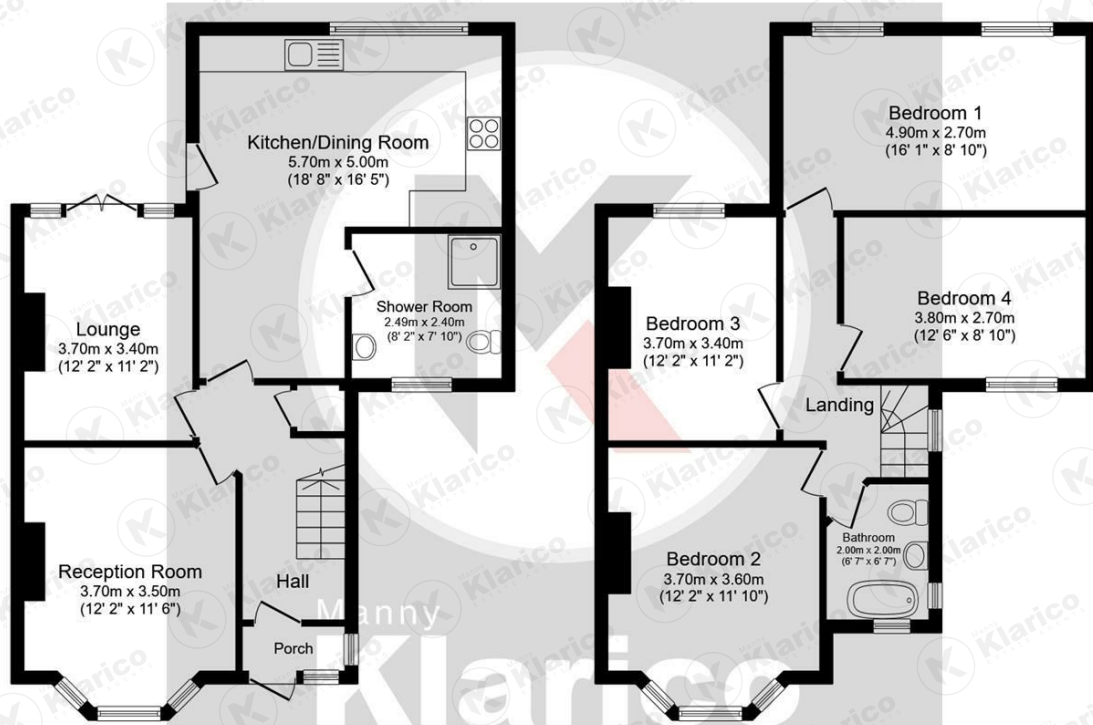 Kitchen/Dining Room
5.70m x 5.00m
(18' 8" x 16' 5")
Lounge
3.70m x 3.40m
(12' 2" x 11' 2")
Shower Room
2.49m x 2.40m
(8' 2" x 7' 10")
Reception Room
3.70m x 3.50m
(12' 2" x 11' 6")
Hall
Porch
Bedroom 1
4.90m x 2.70m
(16' 1" x 8' 10")
Bedroom 3
3.70m x 3.40m
(12' 2" x 11' 2")
Bedroom 4
3.80m x 2.70m
(12' 6" x 8' 10")
Landing
Bedroom 2
3.70m x 3.60m
(12' 2" x 11' 10")
Bathroom
2.00m x 2.00m
(6' 7" x 6' 7")
Manny
Klarico